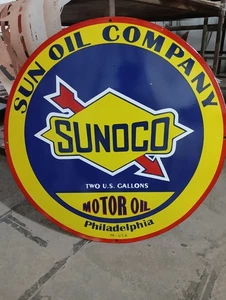 SUN OIL COMPANY
SUNOCO
TWO U.S. GALLONS
MOTOR OIL
Philadelphia